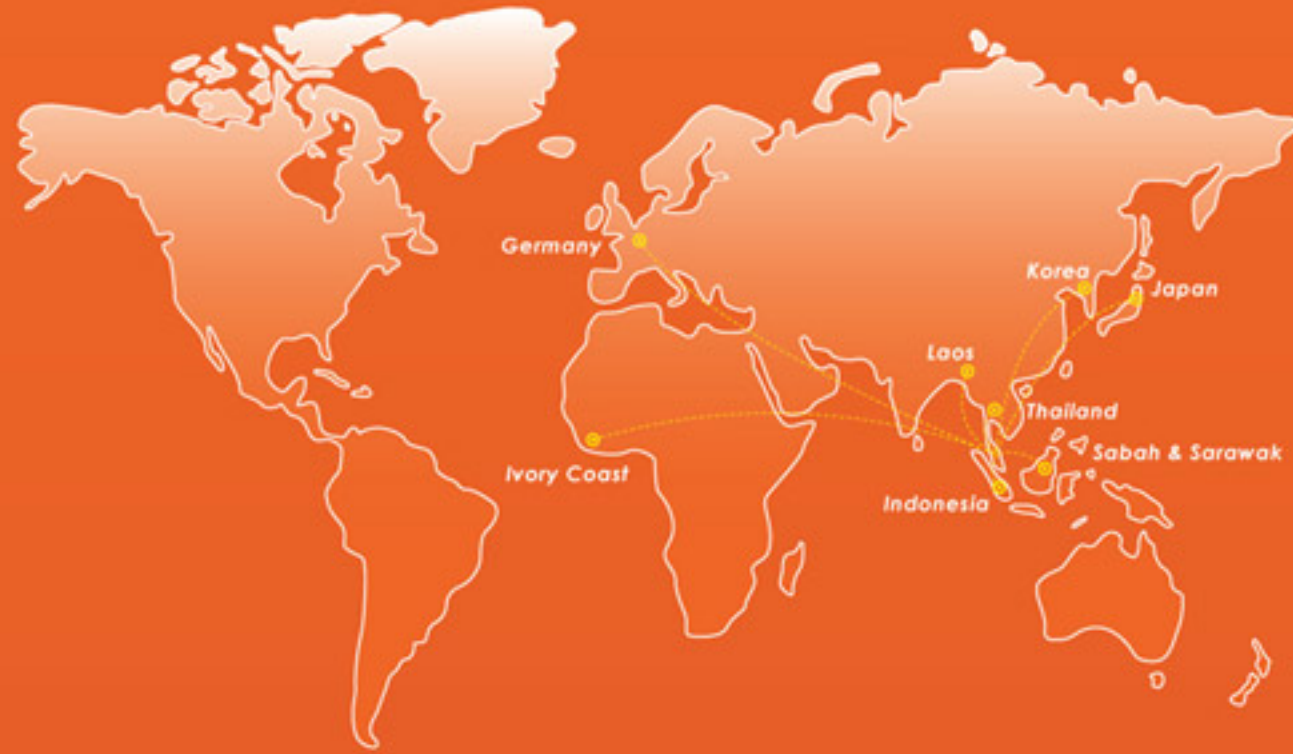 Germany
Korea
Japan
Laos
Thailand
Sabah & Sarawak
Ivory Coast
Indonesia